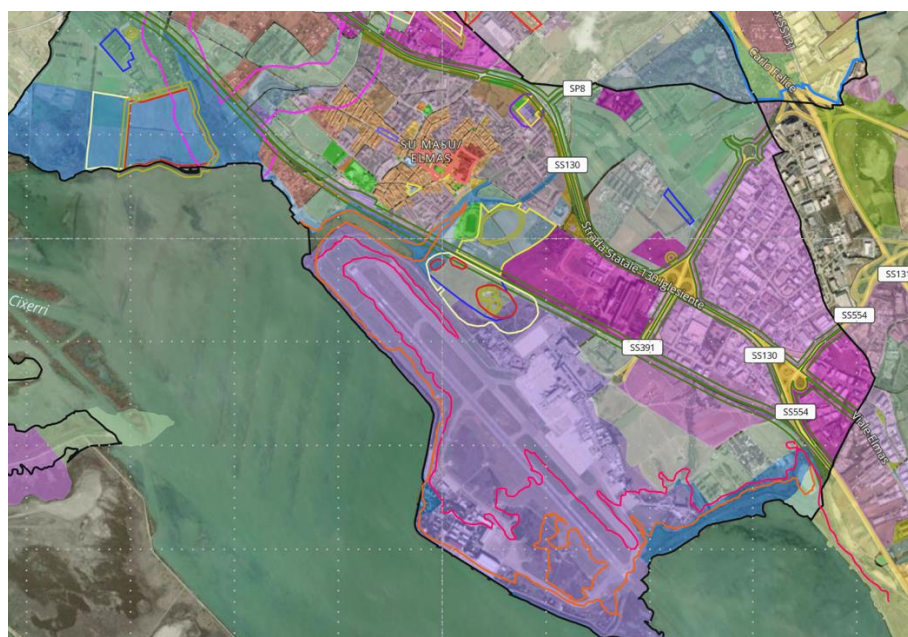 Carlo Felice
SP8
SU MASU/
ELMAS
SS130
Strada Statale 130 Iglesiente
SS131
Cixerri
SS554
SS391
SS130
SS554
Viale Elmas